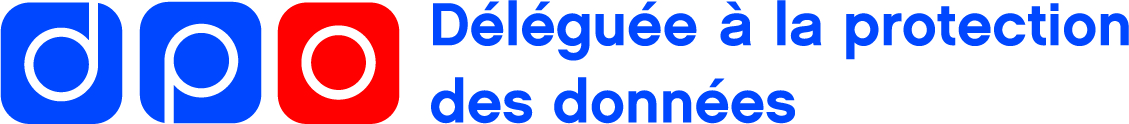 dpo Déléguée à la protection
des données